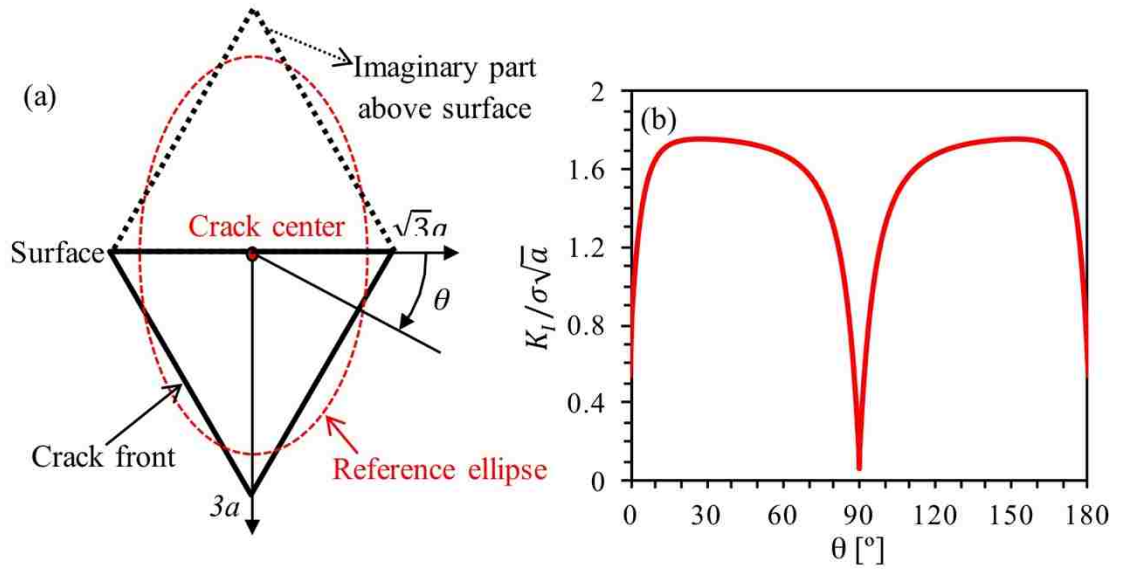 (a)
Imaginary part
above surface
Crack center
√3a
Surface
θ
Crack front
Reference ellipse
3a
(b)
K_I/σ√a
2
1.6
1.2
0.8
0.4
0
0 30 60 90 120 150 180
θ [º]